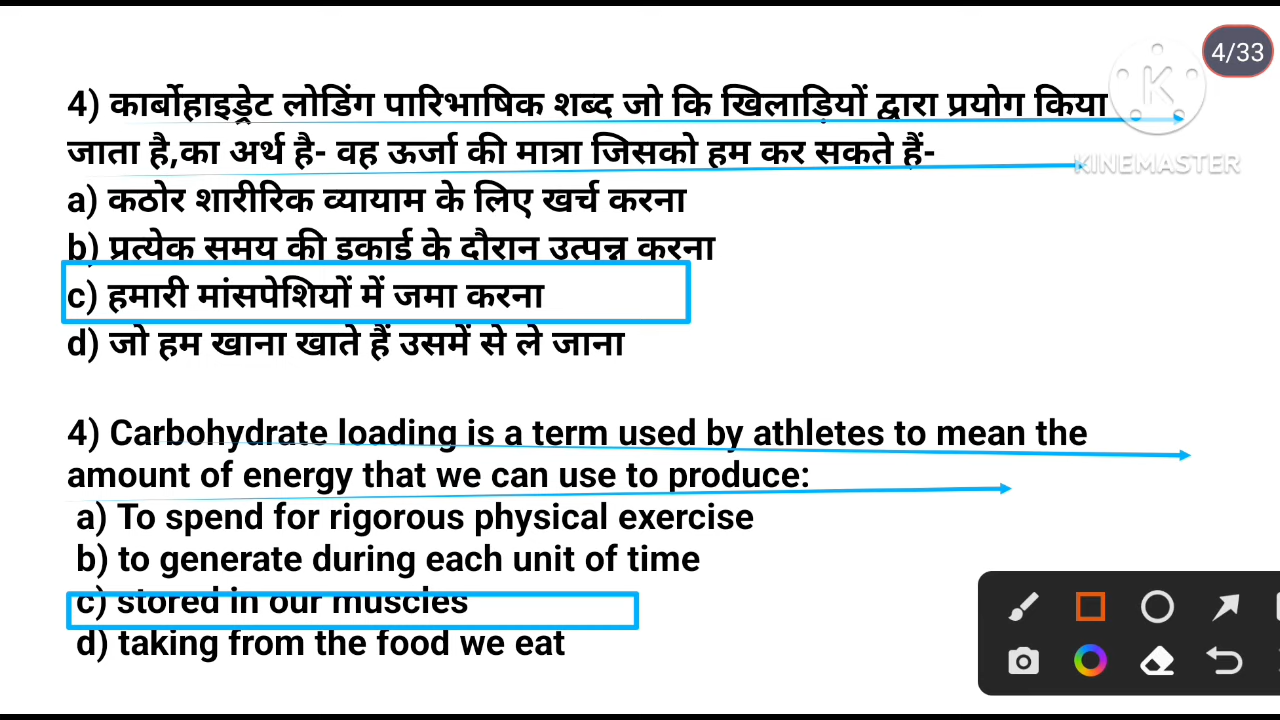 4/33
4) कार्बोहाइड्रेट लोडिंग पारिभाषिक शब्द जो कि खिलाड़ियों द्वारा प्रयोग किया
K
जाता है,का अर्थ है- वह ऊर्जा की मात्रा जिसको हम कर सकते हैं-
KINEMASTER
a) कठोर शारीरिक व्यायाम के लिए खर्च करना
b) प्रत्येक समय की इकाई के दौरान उत्पन्न करना
c) हमारी मांसपेशियों में जमा करना
d) जो हम खाना खाते हैं उसमें से ले जाना
4) Carbohydrate loading is a term used by athletes to mean the
amount of energy that we can use to produce:
a) To spend for rigorous physical exercise
b) to generate during each unit of time
c) stored in our muscles
d) taking from the food we eat